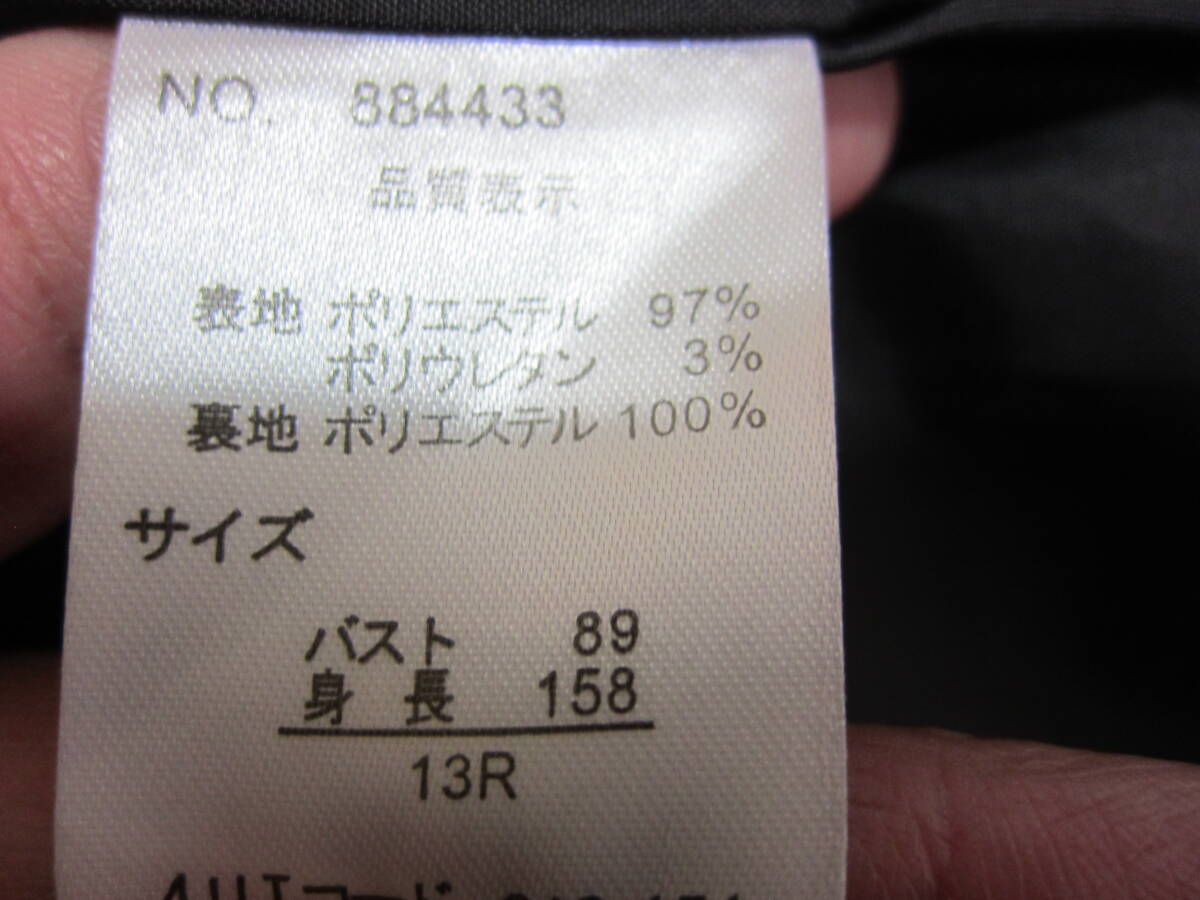 NO. 884433
品質表示
表地 ポリエステル 97%
ポリウレタン 3%
裏地 ポリエステル 100%
サイズ
バスト 89
身 長 158
13R